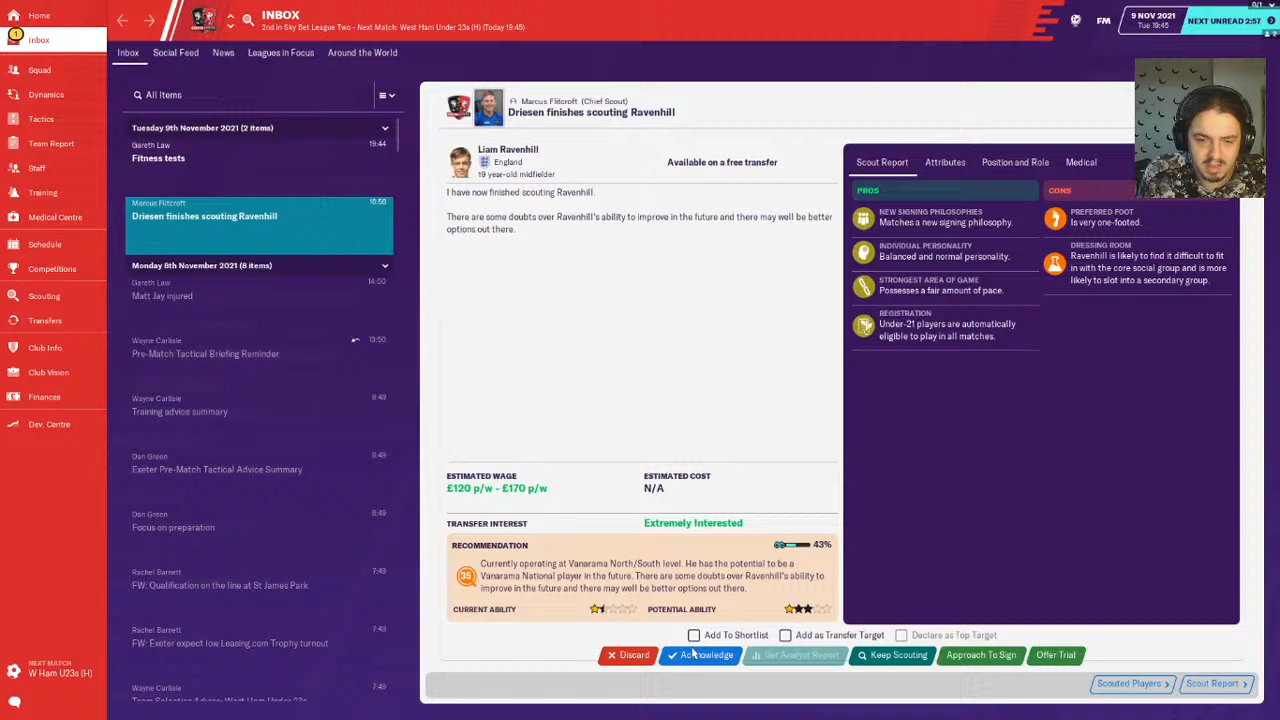 Home
INBOX
2nd in Sky Bet League Two - Next Match: West Ham Under 23s (H) (Today 19:45)
FM
9 NOV 2021
Tue 19:45
NEXT UNREAD 2:57
1
Inbox
Squad
Dynamics
Tactics
Team Report
Staff
Training
Medical Centre
Schedule
Competitions
Scouting
Transfers
Club Info
Club Vision
Finances
Dev. Centre
NEXT MATCH
W Ham U23s (H)
Inbox
Social Feed
News
Leagues in Focus
Around the World
All Items
Tuesday 9th November 2021 (2 items)
Gareth Law
19:44
Fitness tests
Marcus Flitcroft
16:56
Driesen finishes scouting Ravenhill
Monday 8th November 2021 (8 items)
Gareth Law
14:00
Matt Jay injured
Wayne Carlisle
13:50
Pre-Match Tactical Briefing Reminder
Wayne Carlisle
8:49
Training advice summary
Dan Green
8:49
Exeter Pre-Match Tactical Advice Summary
Dan Green
8:49
Focus on preparation
Rachel Barnett
7:49
FW: Qualification on the line at St James Park
Rachel Barnett
7:49
FW: Exeter expect low Leasing.com Trophy turnout
Wayne Carlisle
7:49
Team Selection Advice: West Ham Under 23s
Marcus Flitcroft (Chief Scout)
Driesen finishes scouting Ravenhill
Liam Ravenhill
England
19 year-old midfielder
Available on a free transfer
I have now finished scouting Ravenhill.
There are some doubts over Ravenhill's ability to improve in the future and there may well be better
options out there.
ESTIMATED WAGE
£120 p/w - £170 p/w
ESTIMATED COST
N/A
TRANSFER INTEREST
Extremely Interested
RECOMMENDATION
43%
35
Currently operating at Vanarama North/South level. He has the potential to be a
Vanarama National player in the future. There are some doubts over Ravenhill's ability to
improve in the future and there may well be better options out there.
CURRENT ABILITY
POTENTIAL ABILITY
Scout Report
Attributes
Position and Role
Medical
PROS
NEW SIGNING PHILOSOPHIES
Matches a new signing philosophy.
INDIVIDUAL PERSONALITY
Balanced and normal personality.
STRONGEST AREA OF GAME
Possesses a fair amount of pace.
REGISTRATION
Under-21 players are automatically
eligible to play in all matches.
CONS
PREFERRED FOOT
Is very one-footed.
DRESSING ROOM
Ravenhill is likely to find it difficult to fit
in with the core social group and is more
likely to slot into a secondary group.
Add To Shortlist
Add as Transfer Target
Declare as Top Target
Discard
Acknowledge
Get Analyst Report
Keep Scouting
Approach To Sign
Offer Trial
Scouted Players
Scout Report